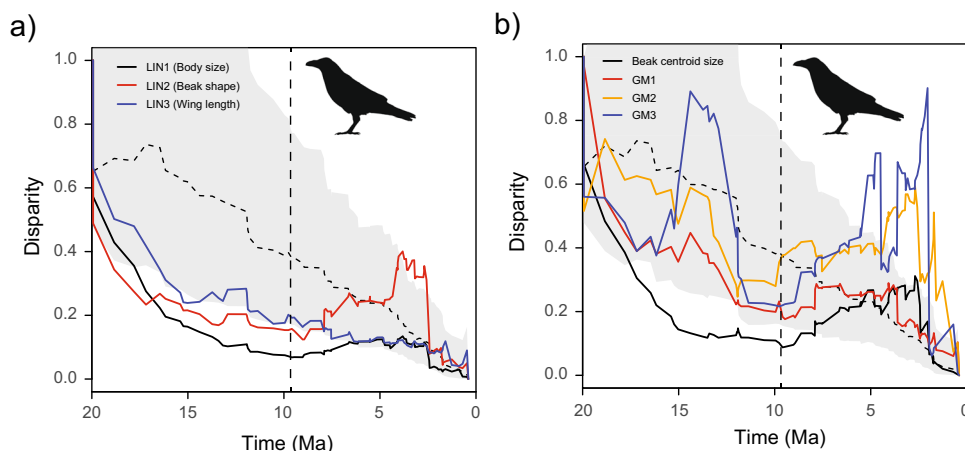 a)
1.0
0.8
0.6
0.4
0.2
0.0
Disparity
LIN1 (Body size)
LIN2 (Beak shape)
LIN3 (Wing length)
20
15
10
5
0
Time (Ma)
b)
1.0
0.8
0.6
0.4
0.2
0.0
Disparity
Beak centroid size
GM1
GM2
GM3
20
15
10
5
0
Time (Ma)